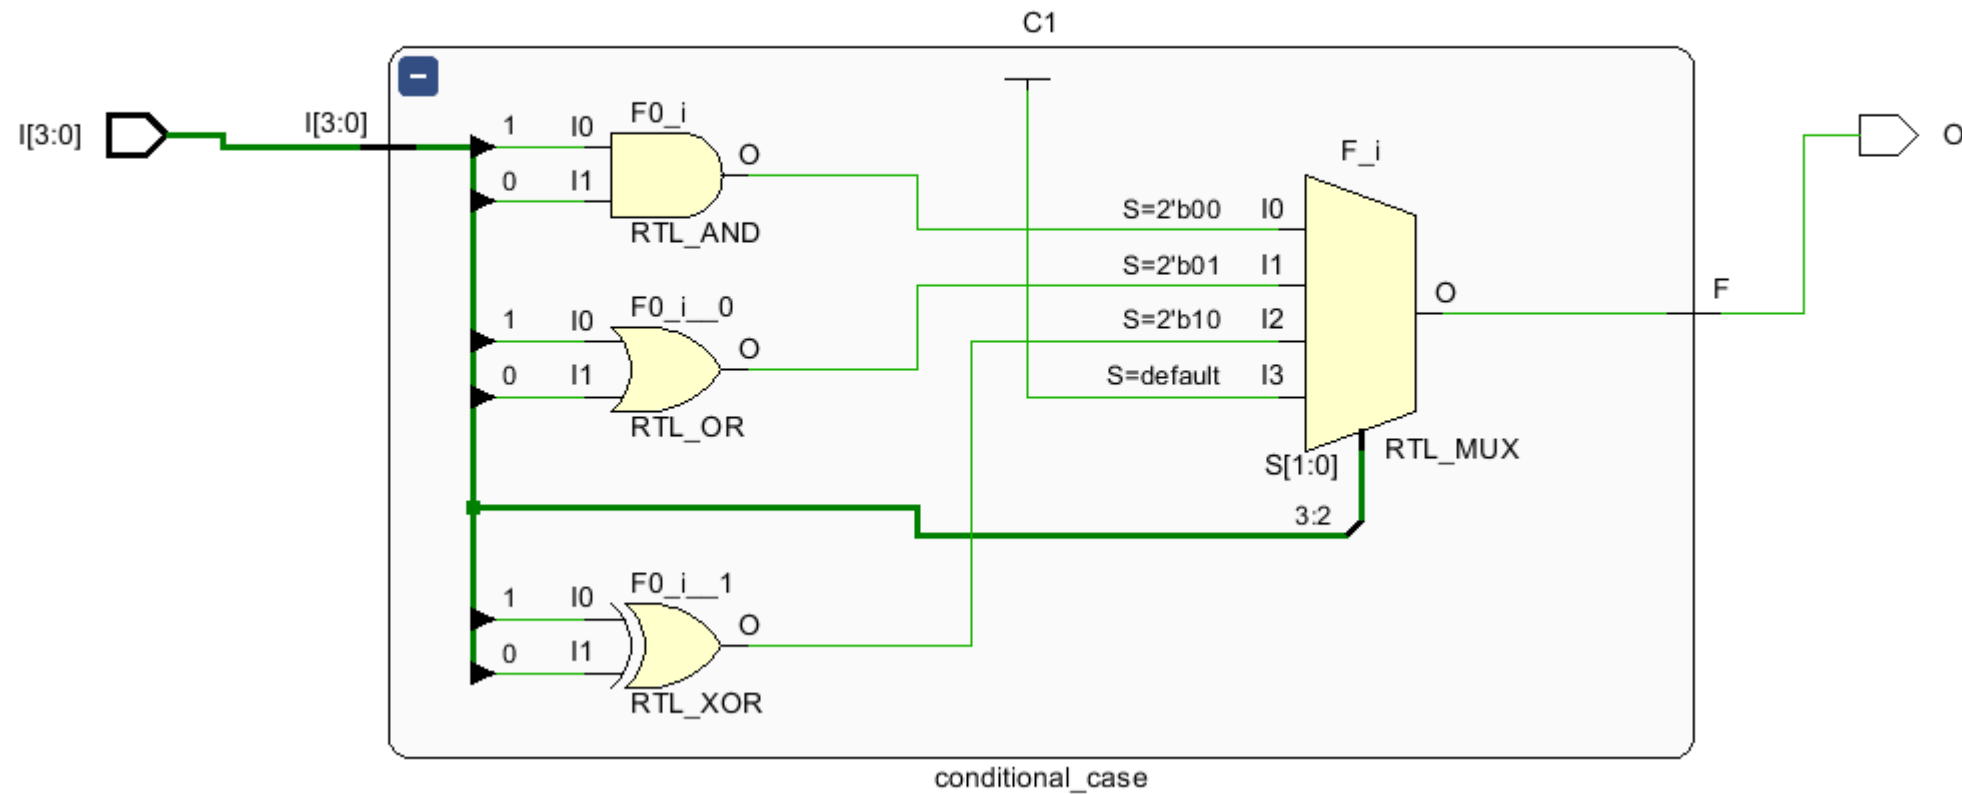 C1
I[3:0]
I[3:0]
1 I0 F0_i
0 I1 O
RTL_AND
1 I0 F0_i__0
0 I1 O
RTL_OR
1 I0 F0_i__1
0 I1 O
RTL_XOR
F_i
S=2'b00 I0
S=2'b01 I1
S=2'b10 I2
S=default I3
O
S[1:0]
RTL_MUX
3:2
F
O
conditional_case